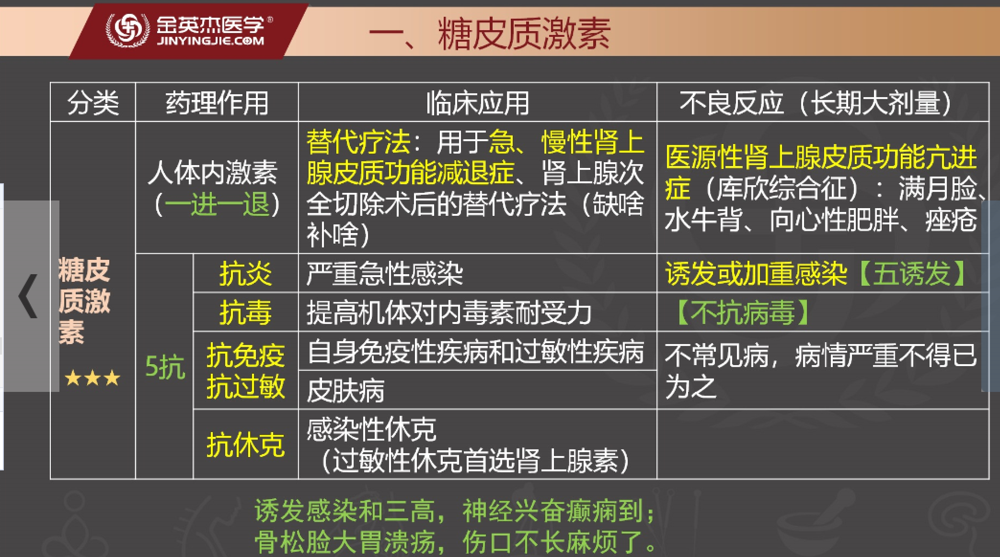 金英杰医学®
JINYINGJIE.COM
一、糖皮质激素
分类
药理作用
临床应用
不良反应（长期大剂量）
糖皮
质激
素
★★★
人体内激素
（一进一退）
替代疗法：用于急、慢性肾上
腺皮质功能减退症、肾上腺次
全切除术后的替代疗法（缺啥
补啥）
医源性肾上腺皮质功能亢进
症（库欣综合征）：满月脸、
水牛背、向心性肥胖、痤疮
5抗
抗炎
严重急性感染
诱发或加重感染【五诱发】
抗毒
提高机体对内毒素耐受力
【不抗病毒】
抗免疫
抗过敏
自身免疫性疾病和过敏性疾病
皮肤病
不常见病，病情严重不得已
为之
抗休克
感染性休克
（过敏性休克首选肾上腺素）
诱发感染和三高，神经兴奋癫痫到；
骨松脸大胃溃疡，伤口不长麻烦了。